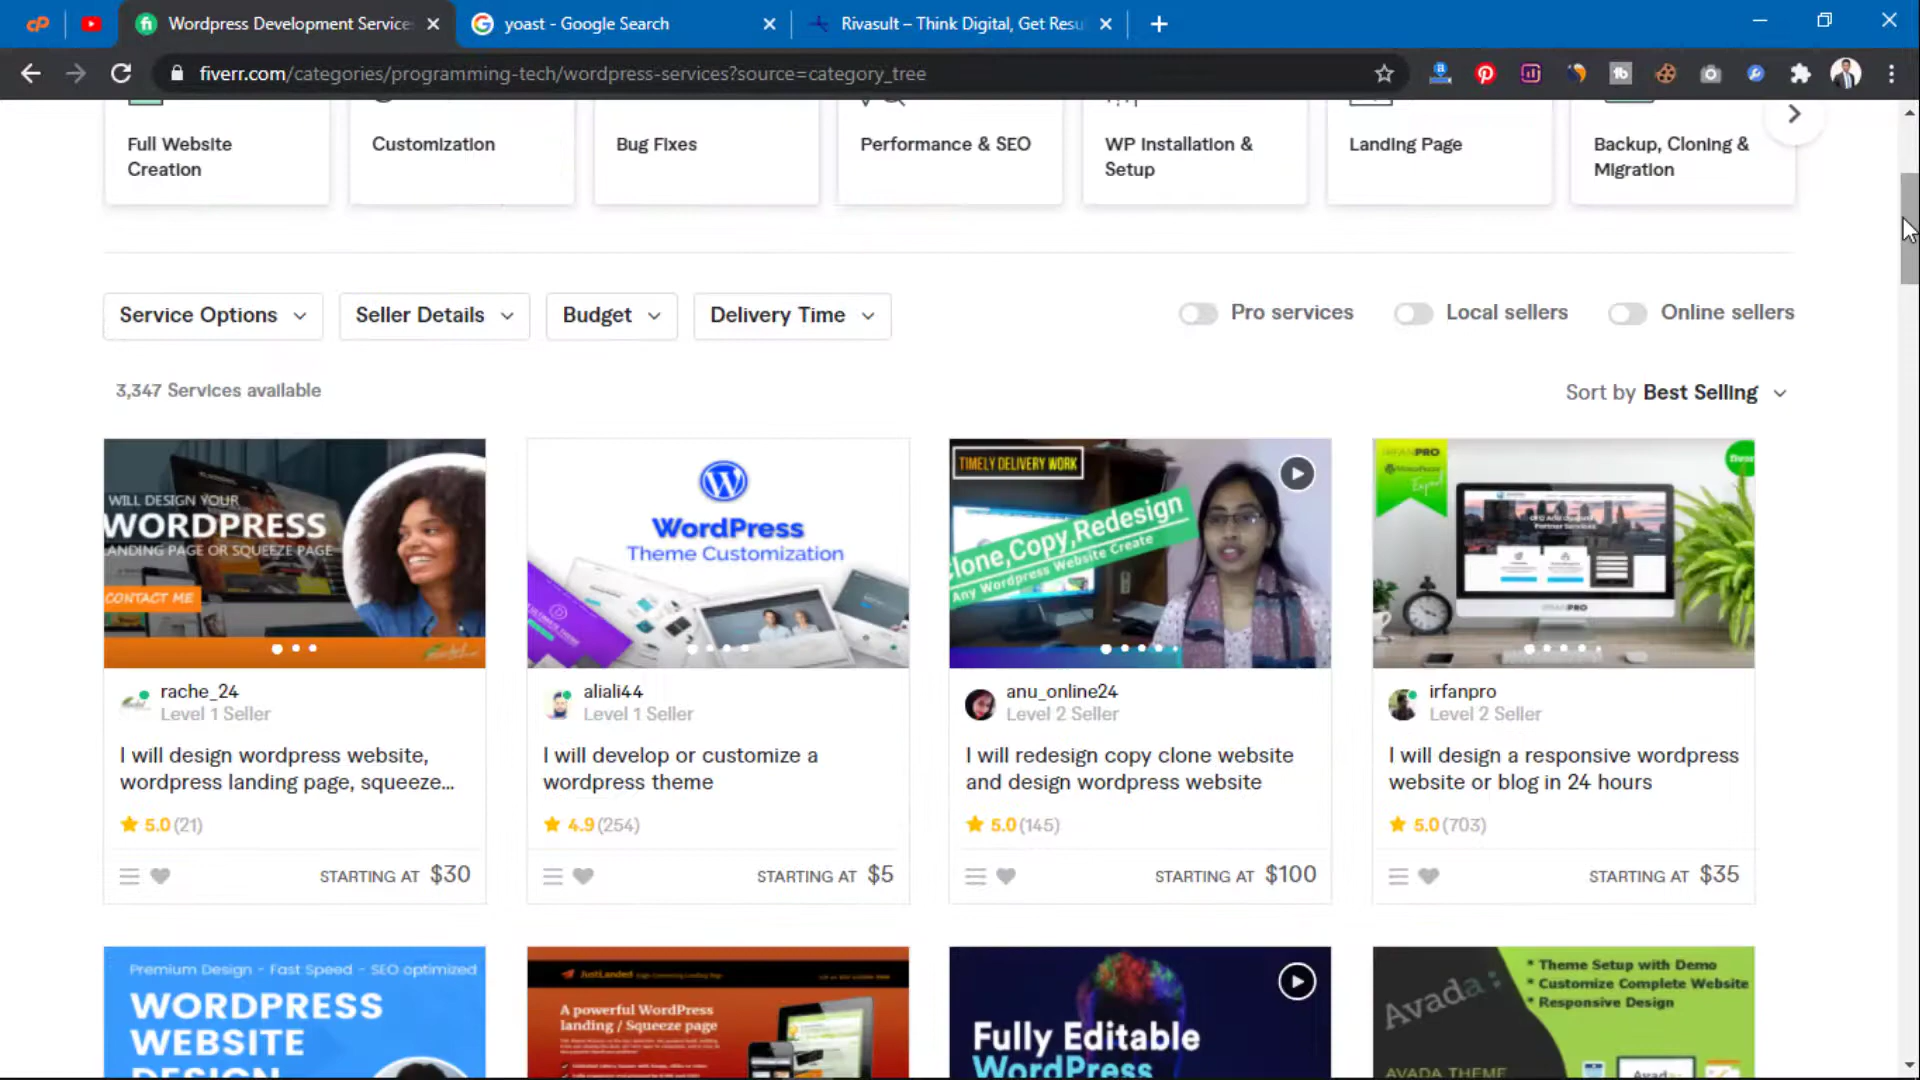 Wordpress Development Service
yoast - Google Search
Rivasult – Think Digital, Get Resu
fiverr.com/categories/programming-tech/wordpress-services?source=category_tree
Full Website
Creation
Customization
Bug Fixes
Performance & SEO
WP Installation &
Setup
Landing Page
Backup, Cloning &
Migration
Service Options
Seller Details
Budget
Delivery Time
Pro services
Local sellers
Online sellers
3,347 Services available
Sort by Best Selling
WILL DESIGN YOUR
WORDPRESS
LANDING PAGE OR SQUEEZE PAGE
CONTACT ME
WordPress
Theme Customization
TIMELY DELIVERY WORK
Clone,Copy,Redesign
Any Wordpress Website Create
IRFANPRO
rache_24
Level 1 Seller
I will design wordpress website,
wordpress landing page, squeeze...
5.0 (21)
STARTING AT $30
aliali44
Level 1 Seller
I will develop or customize a
wordpress theme
4.9 (254)
STARTING AT $5
anu_online24
Level 2 Seller
I will redesign copy clone website
and design wordpress website
5.0 (145)
STARTING AT $100
irfanpro
Level 2 Seller
I will design a responsive wordpress
website or blog in 24 hours
5.0 (703)
STARTING AT $35
Premium Design - Fast Speed - SEO optimized
WORDPRESS
WEBSITE
DESIGN
JustLanded
A powerful WordPress
landing / Squeeze page
Fully Editable
WordPress
Avada:
* Theme Setup with Demo
* Customize Complete Website
* Responsive Design
AVADA THEME